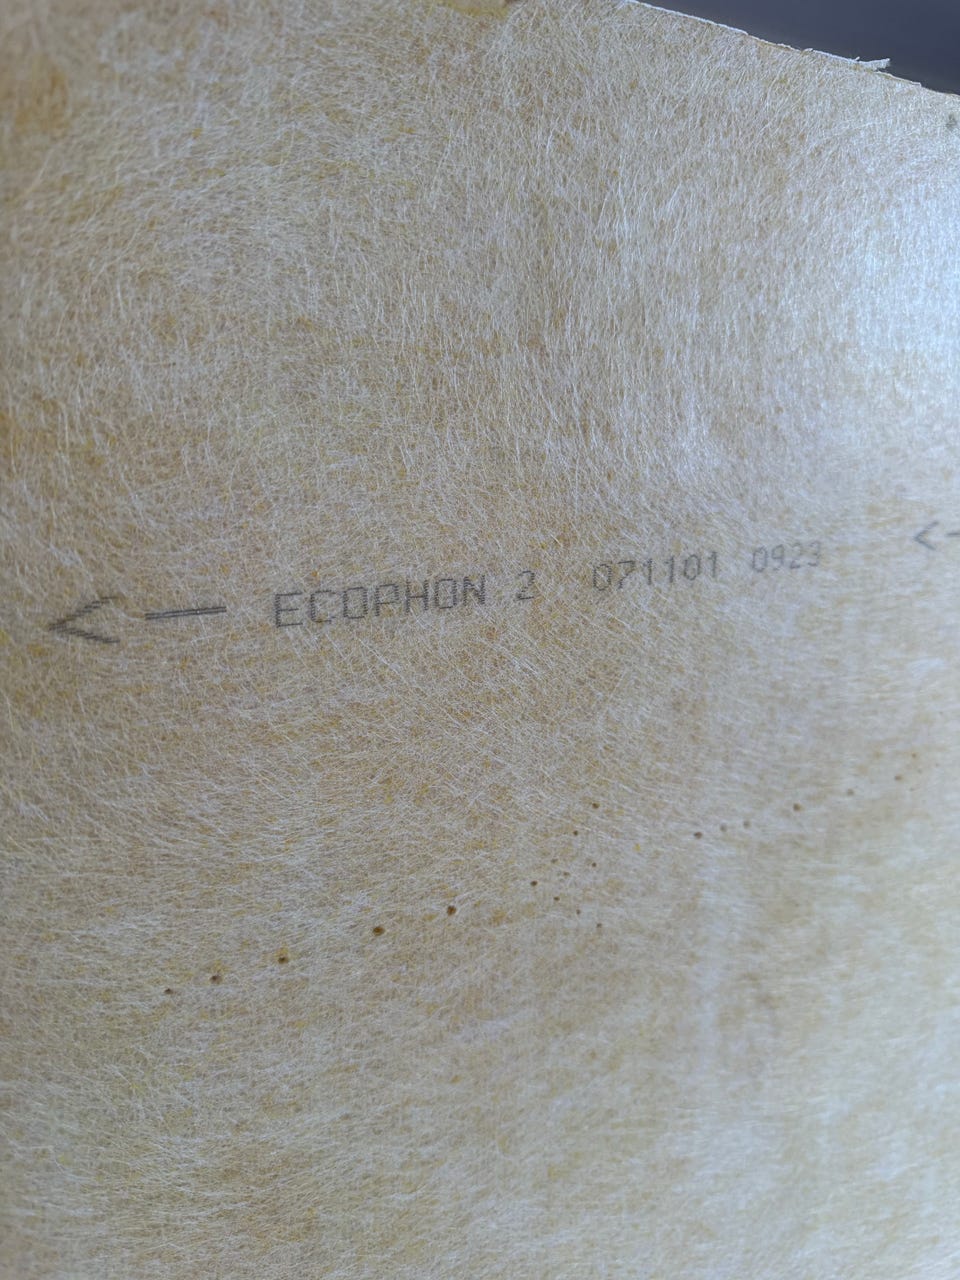 <— ECOPHON 2 071101 0923 <-